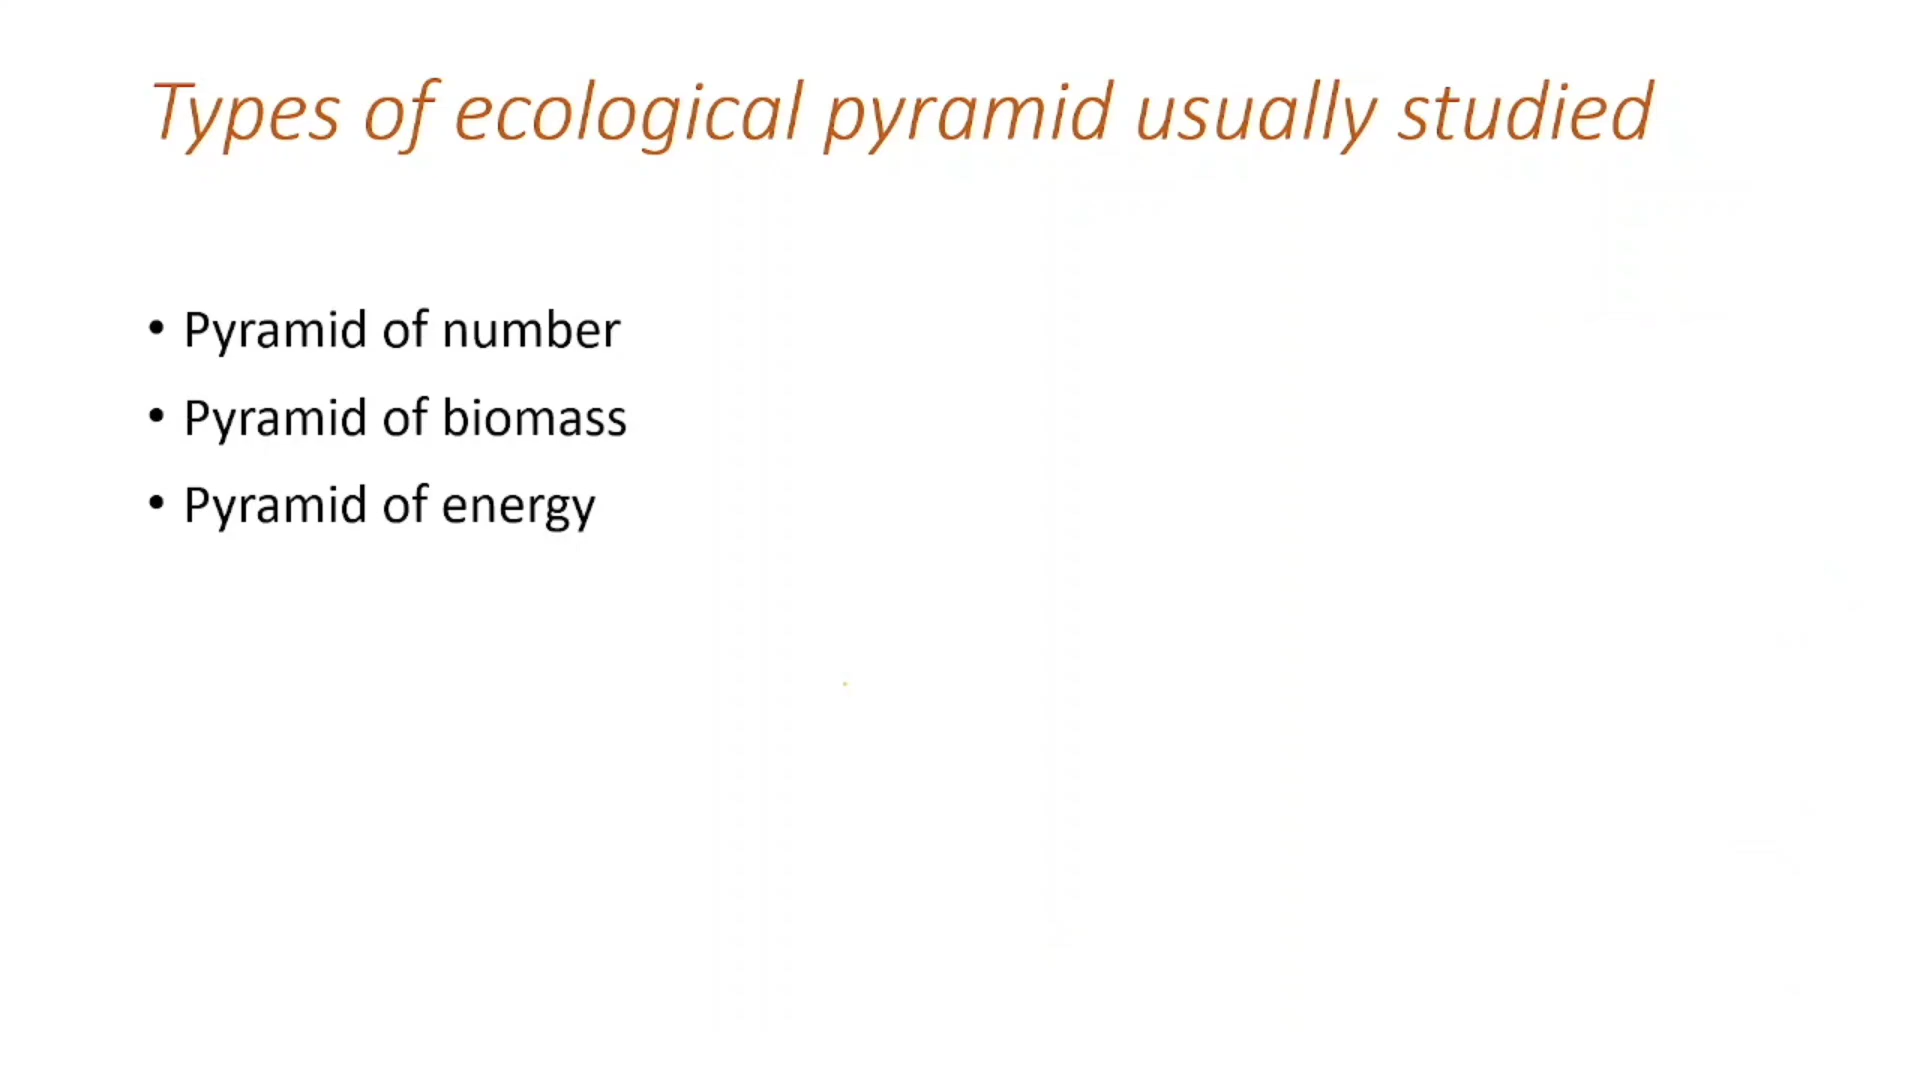 Types of ecological pyramid usually studied
• Pyramid of number
• Pyramid of biomass
• Pyramid of energy